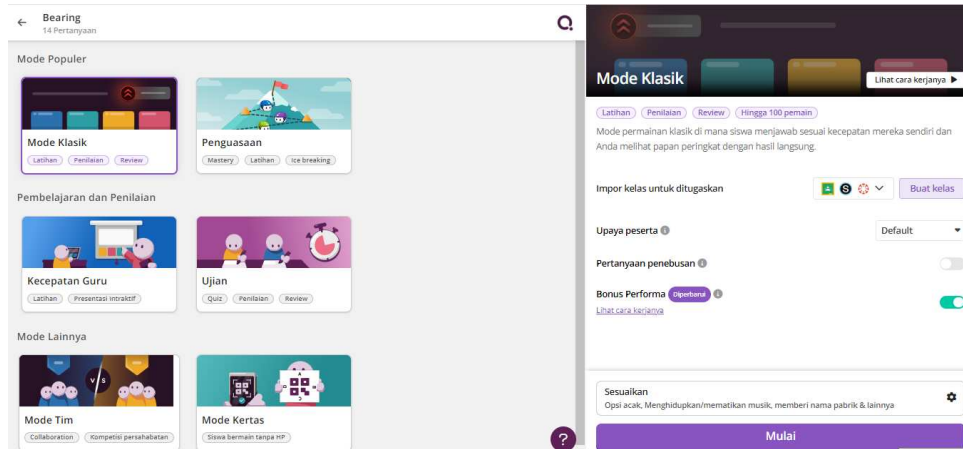 Bearing
14 Pertanyaan
Mode Populer
Mode Klasik
Latihan Penilaian Review
Penguasaan
Mastery Latihan Ice breaking
Pembelajaran dan Penilaian
Kecepatan Guru
Latihan Presentasi Intraktif
Ujian
Quiz Penilaian Review
Mode Lainnya
V S
Mode Tim
Collaboration Kompetisi persahabatan
Mode Kertas
Siswa bermain tanpa HP
?
Mode Klasik
Lihat cara kerjanya
Latihan Penilaian Review Hingga 100 pemain
Mode permainan klasik di mana siswa menjawab sesuai kecepatan mereka sendiri dan
Anda melihat papan peringkat dengan hasil langsung.
Impor kelas untuk ditugaskan
Buat kelas
Upaya peserta
Default
Pertanyaan penebusan
Bonus Performa Diperbarui
Lihat cara kerjanya
Sesuaikan
Opsi acak, Menghidupkan/mematikan musik, memberi nama pabrik & lainnya
Mulai